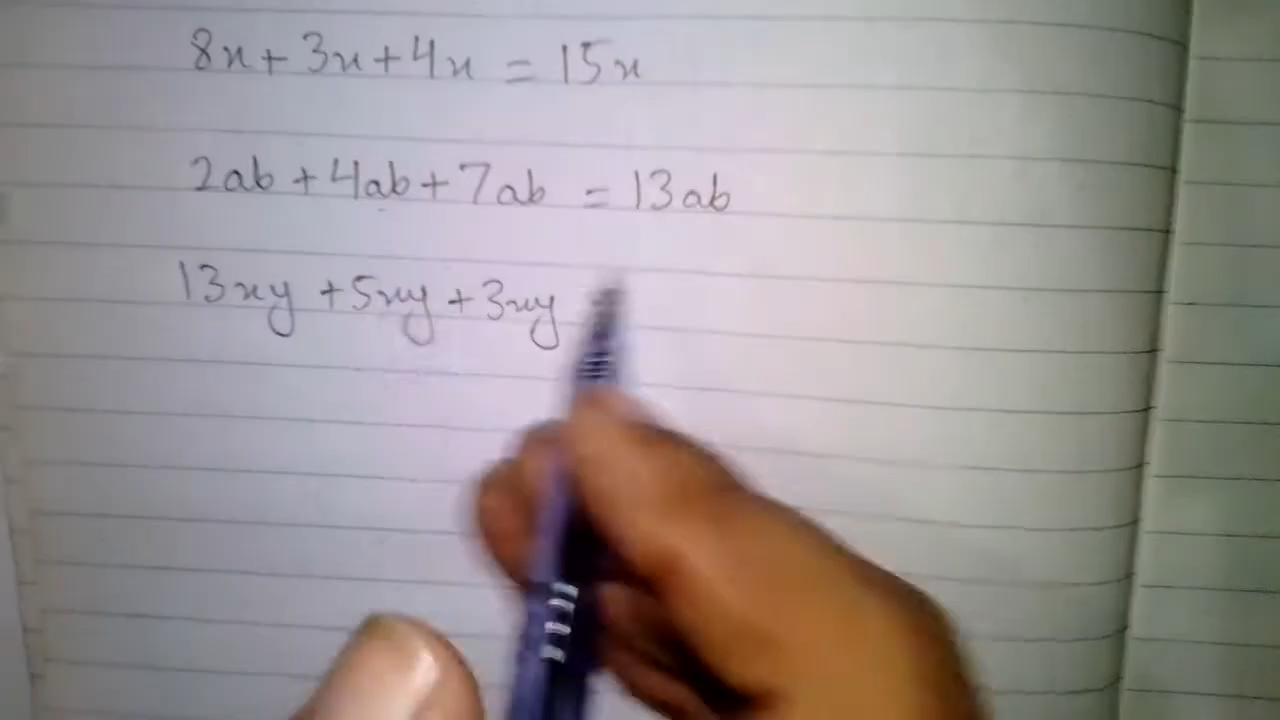 8x + 3x + 4x = 15x
2ab + 4ab + 7ab = 13ab
13xy + 5xy + 3xy